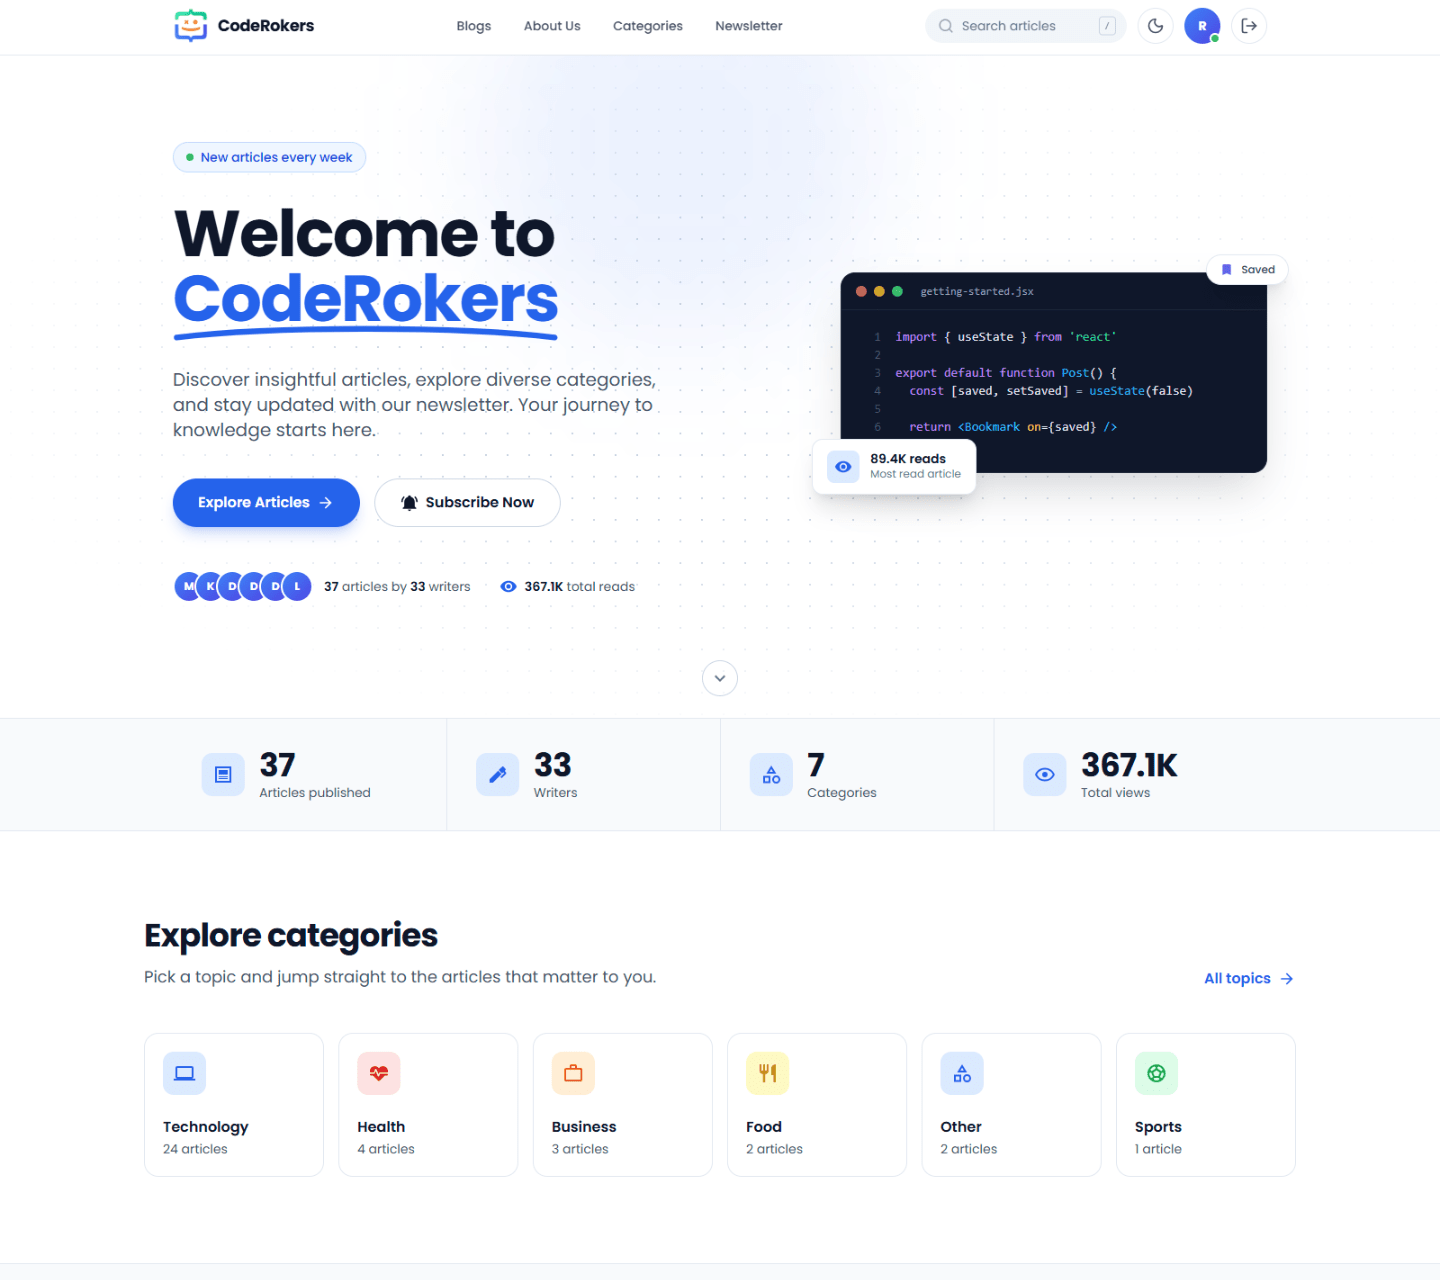 CodeRokers
Blogs
About Us
Categories
Newsletter
Search articles
/
R
New articles every week
Welcome to
CodeRokers
Discover insightful articles, explore diverse categories,
and stay updated with our newsletter. Your journey to
knowledge starts here.
Explore Articles
Subscribe Now
M K D D D L
37 articles by 33 writers
367.1K total reads
Saved
getting-started.jsx
1 import { useState } from 'react'
2
3 export default function Post() {
4 const [saved, setSaved] = useState(false)
5
6 return <Bookmark on={saved} />
89.4K reads
Most read article
37
Articles published
33
Writers
7
Categories
367.1K
Total views
Explore categories
Pick a topic and jump straight to the articles that matter to you.
All topics
Technology
24 articles
Health
4 articles
Business
3 articles
Food
2 articles
Other
2 articles
Sports
1 article